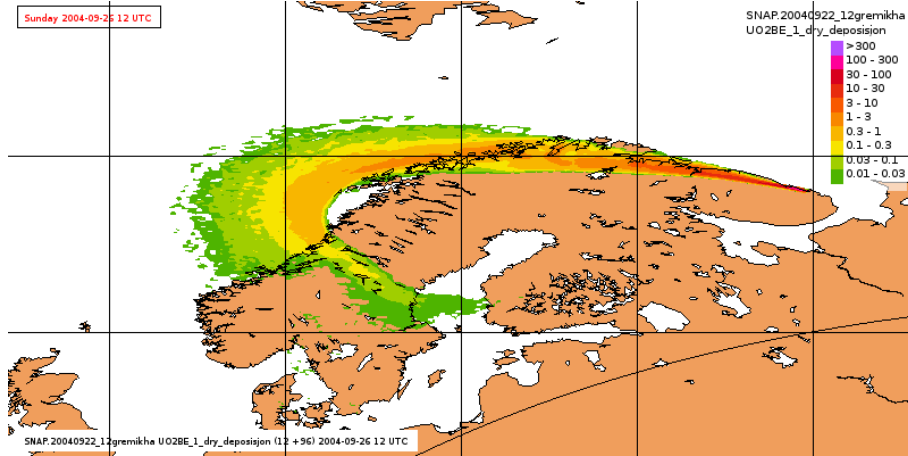 Sunday 2004-09-26 12 UTC
SNAP.20040922_12gremikha
UO2BE_1_dry_deposisjon
>300
100 - 300
30 - 100
10 - 30
3 - 10
1 - 3
0.3 - 1
0.1 - 0.3
0.03 - 0.1
0.01 - 0.03
SNAP.20040922_12gremikha UO2BE_1_dry_deposisjon (12 +96) 2004-09-26 12 UTC